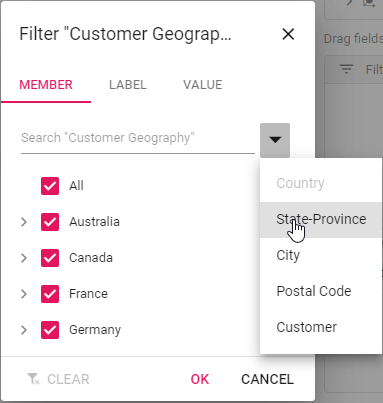 Filter "Customer Geograp...
MEMBER LABEL VALUE
Search "Customer Geography"
All
Australia
Canada
France
Germany
CLEAR OK CANCEL
Country
State-Province
City
Postal Code
Customer
Drag fields
Filt